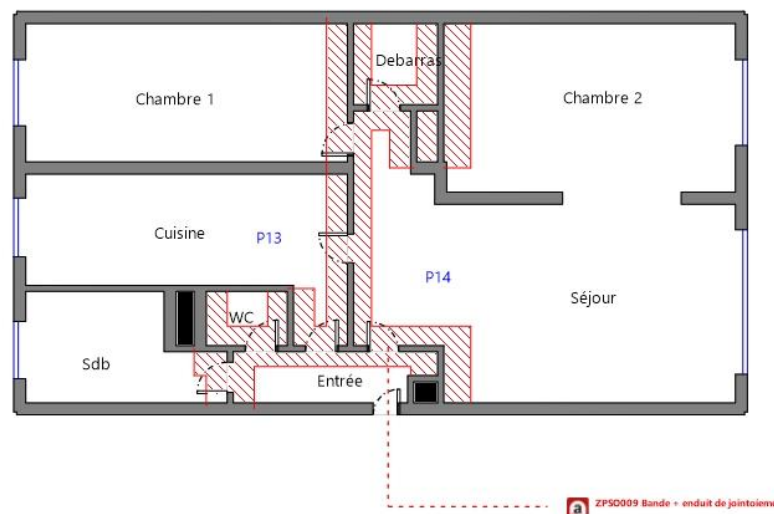 Debarras
Chambre 1
Chambre 2
Cuisine
P13
P14
Séjour
WC
Sdb
Entrée
a ZPSO009 Bande + enduit de jointoieme